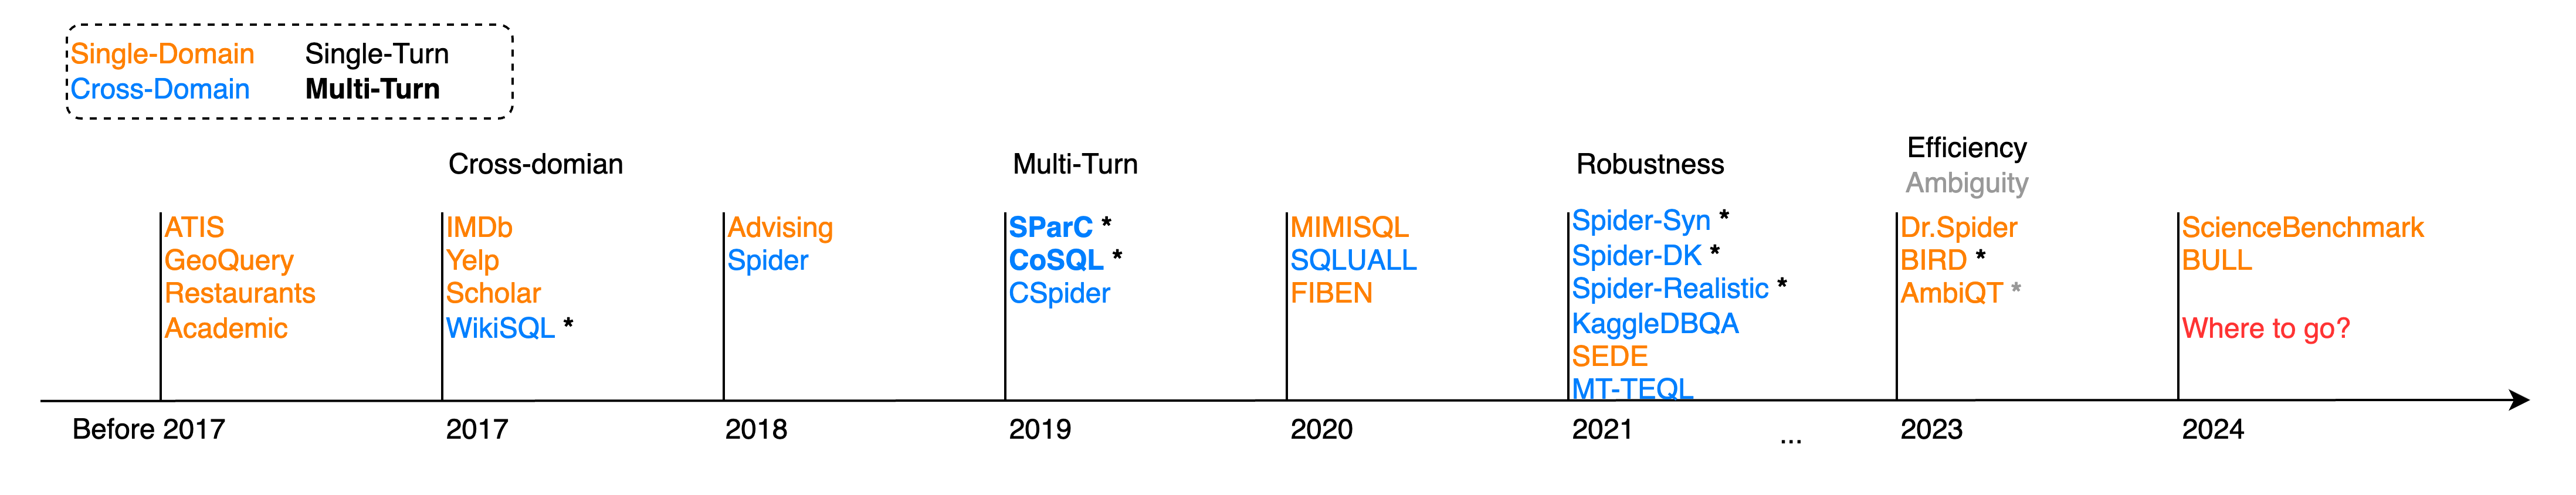 Single-Domain Single-Turn
Cross-Domain Multi-Turn
Cross-domian
Multi-Turn
Robustness
Efficiency
Ambiguity
ATIS
GeoQuery
Restaurants
Academic
IMDb
Yelp
Scholar
WikiSQL *
Advising
Spider
SParC *
CoSQL *
CSpider
MIMISQL
SQLUALL
FIBEN
Spider-Syn *
Spider-DK *
Spider-Realistic *
KaggleDBQA
SEDE
MT-TEQL
Dr.Spider
BIRD *
AmbiQT *
ScienceBenchmark
BULL
Where to go?
Before 2017 2017 2018 2019 2020 2021 ... 2023 2024